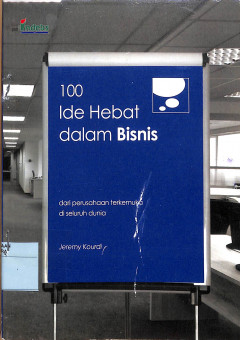 100
Ide Hebat
dalam Bisnis
dari perusahaan terkemuka
di seluruh dunia
Jeremy Kourdi